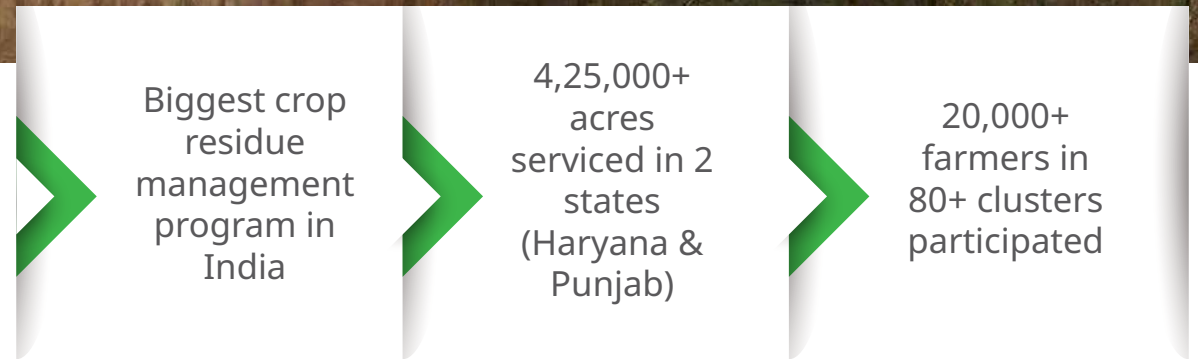 Biggest crop
residue
management
program in
India
4,25,000+
acres
serviced in 2
states
(Haryana &
Punjab)
20,000+
farmers in
80+ clusters
participated